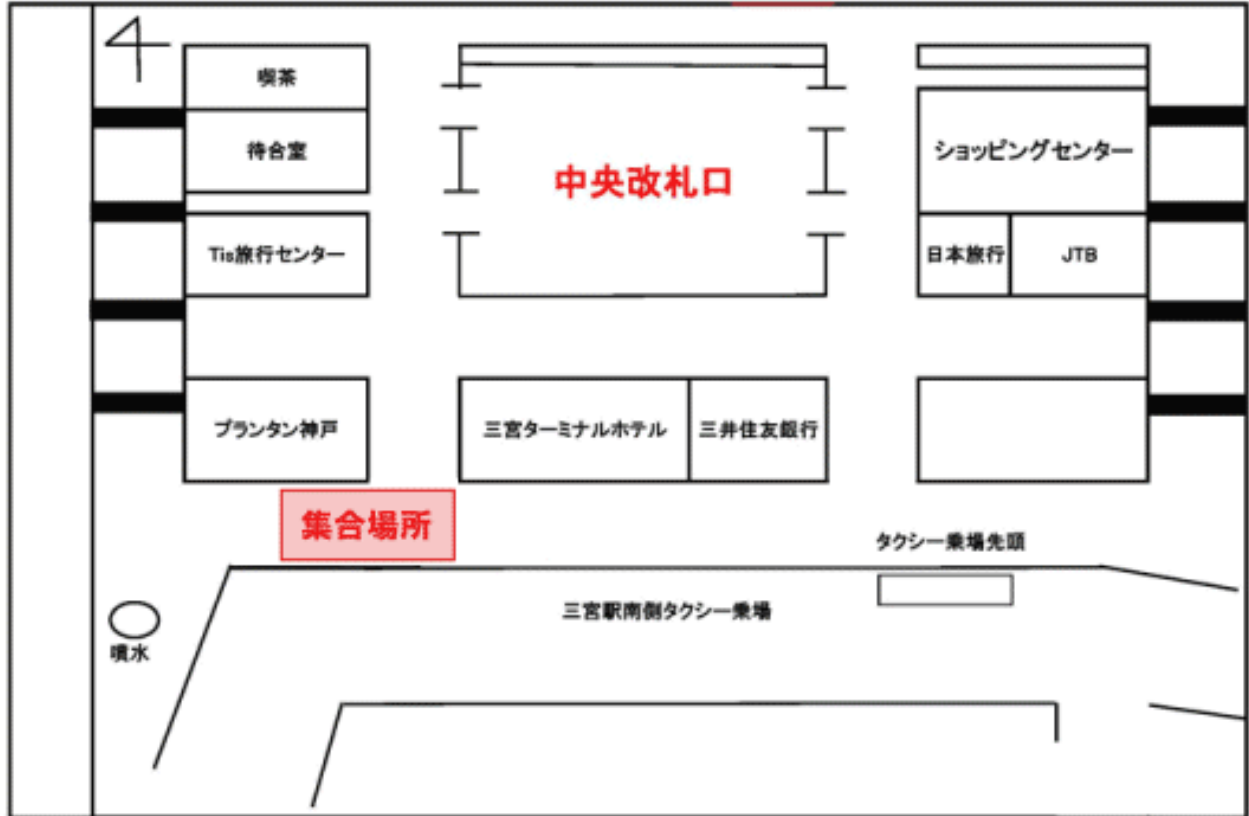 喫茶
待合室
中央改札口
ショッピングセンター
Tis旅行センター
日本旅行
JTB
プランタン神戸
三宮ターミナルホテル
三井住友銀行
集合場所
タクシー乗場先頭
三宮駅南側タクシー乗場
噴水